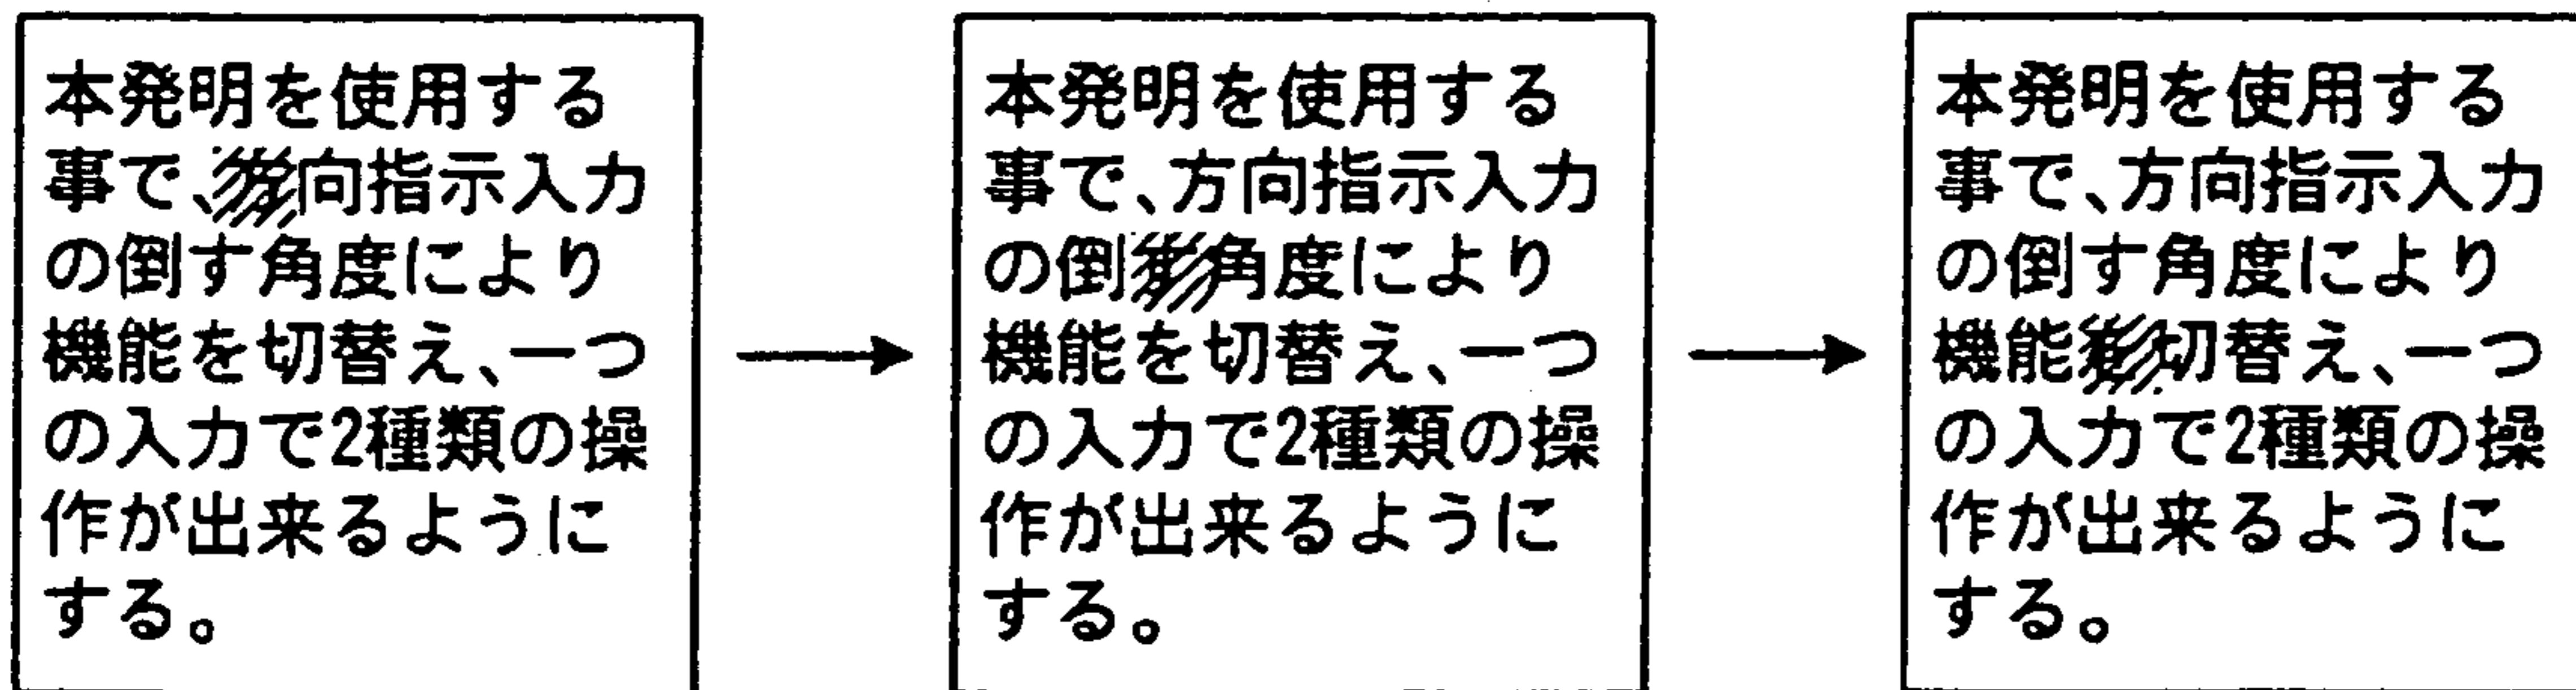 本発明を使用する
事で、方向指示入力
の倒す角度により
機能を切替え、一つ
の入力で2種類の操
作が出来るように
する。
本発明を使用する
事で、方向指示入力
の倒す角度により
機能を切替え、一つ
の入力で2種類の操
作が出来るように
する。
本発明を使用する
事で、方向指示入力
の倒す角度により
機能を切替え、一つ
の入力で2種類の操
作が出来るように
する。